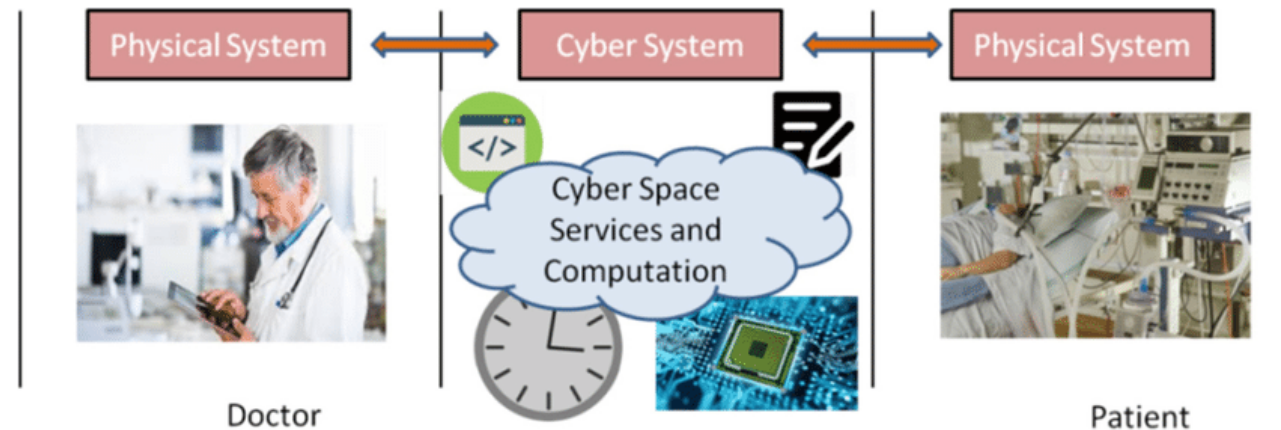 Physical System
Cyber System
Physical System
</>
Cyber Space
Services and
Computation
Doctor
Patient